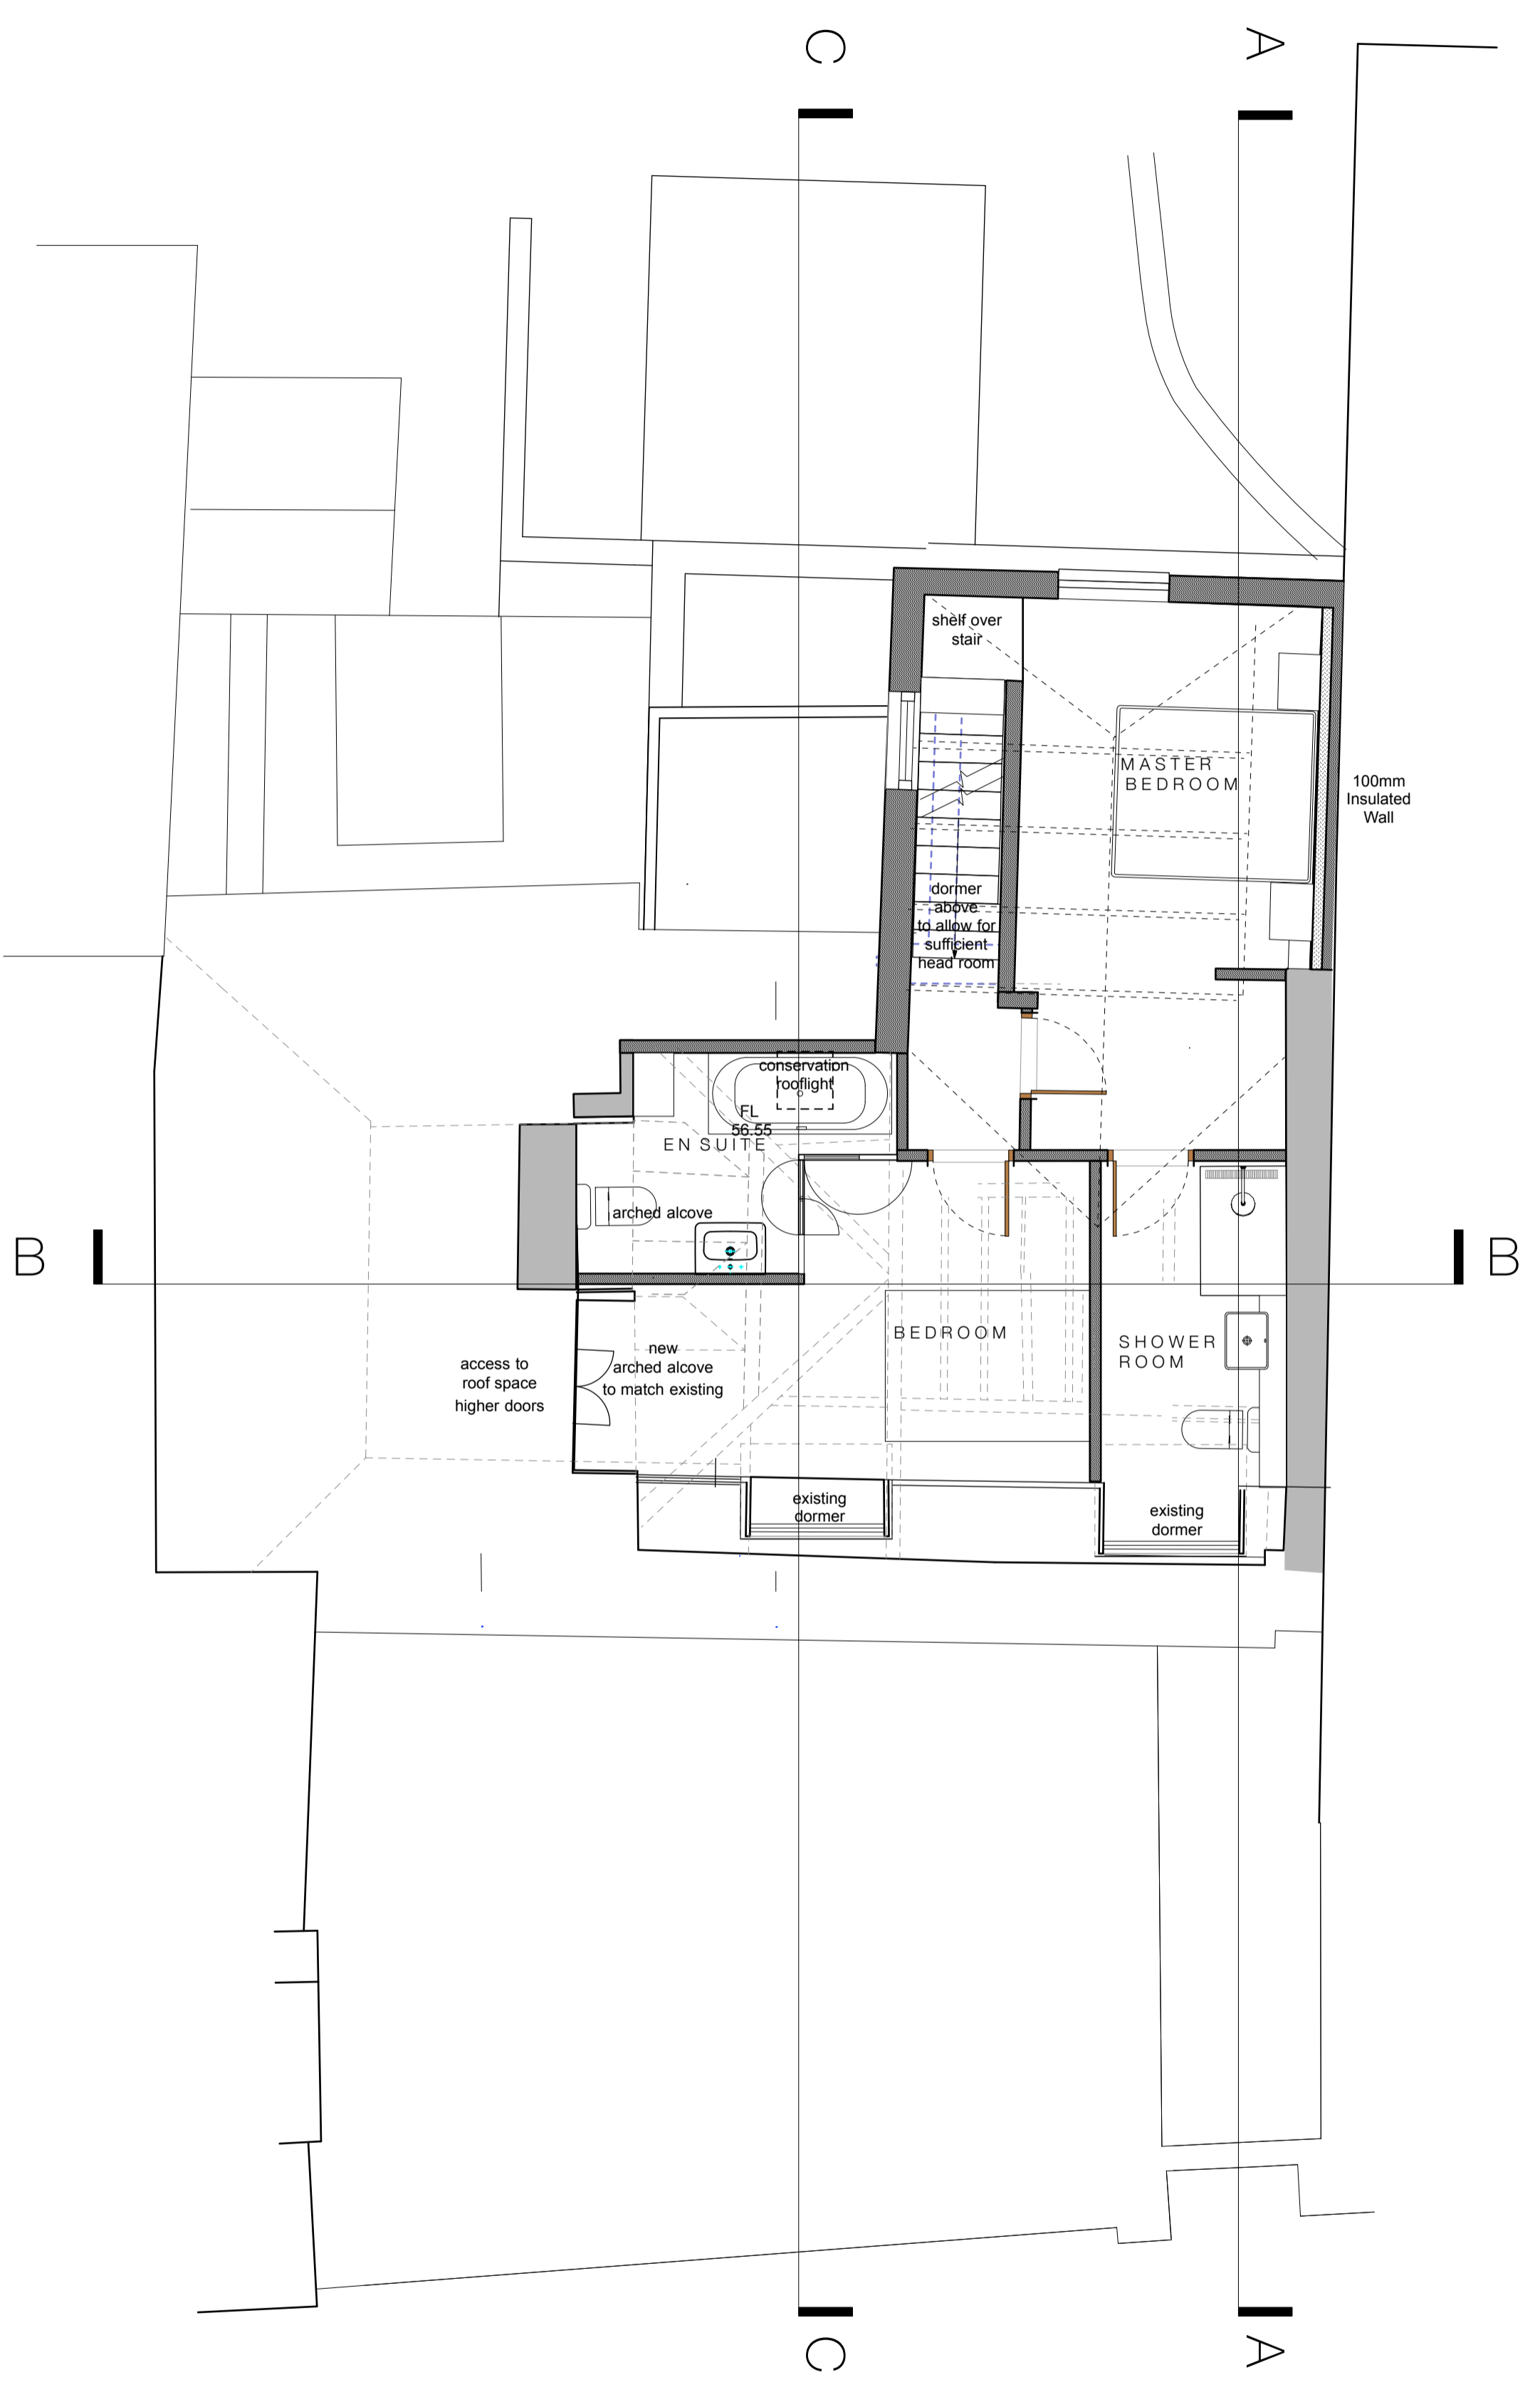 C
A
shelf over
stair
MASTER
BEDROOM
100mm
Insulated
Wall
dormer
above
to allow for
sufficient
head room
conservation
rooflight
FL
56.55
EN SUITE
arched alcove
B
B
BEDROOM
SHOWER
ROOM
new
arched alcove
to match existing
access to
roof space
higher doors
existing
dormer
existing
dormer
C
A